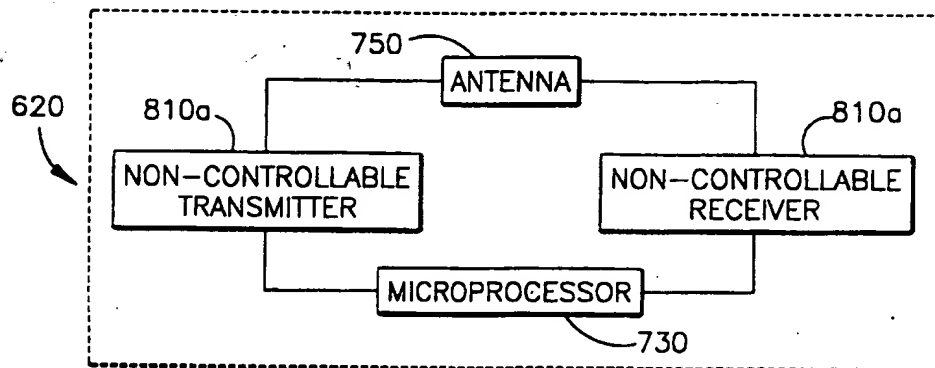 750
ANTENNA
620
810a
810a
NON-CONTROLLABLE
TRANSMITTER
NON-CONTROLLABLE
RECEIVER
MICROPROCESSOR
730